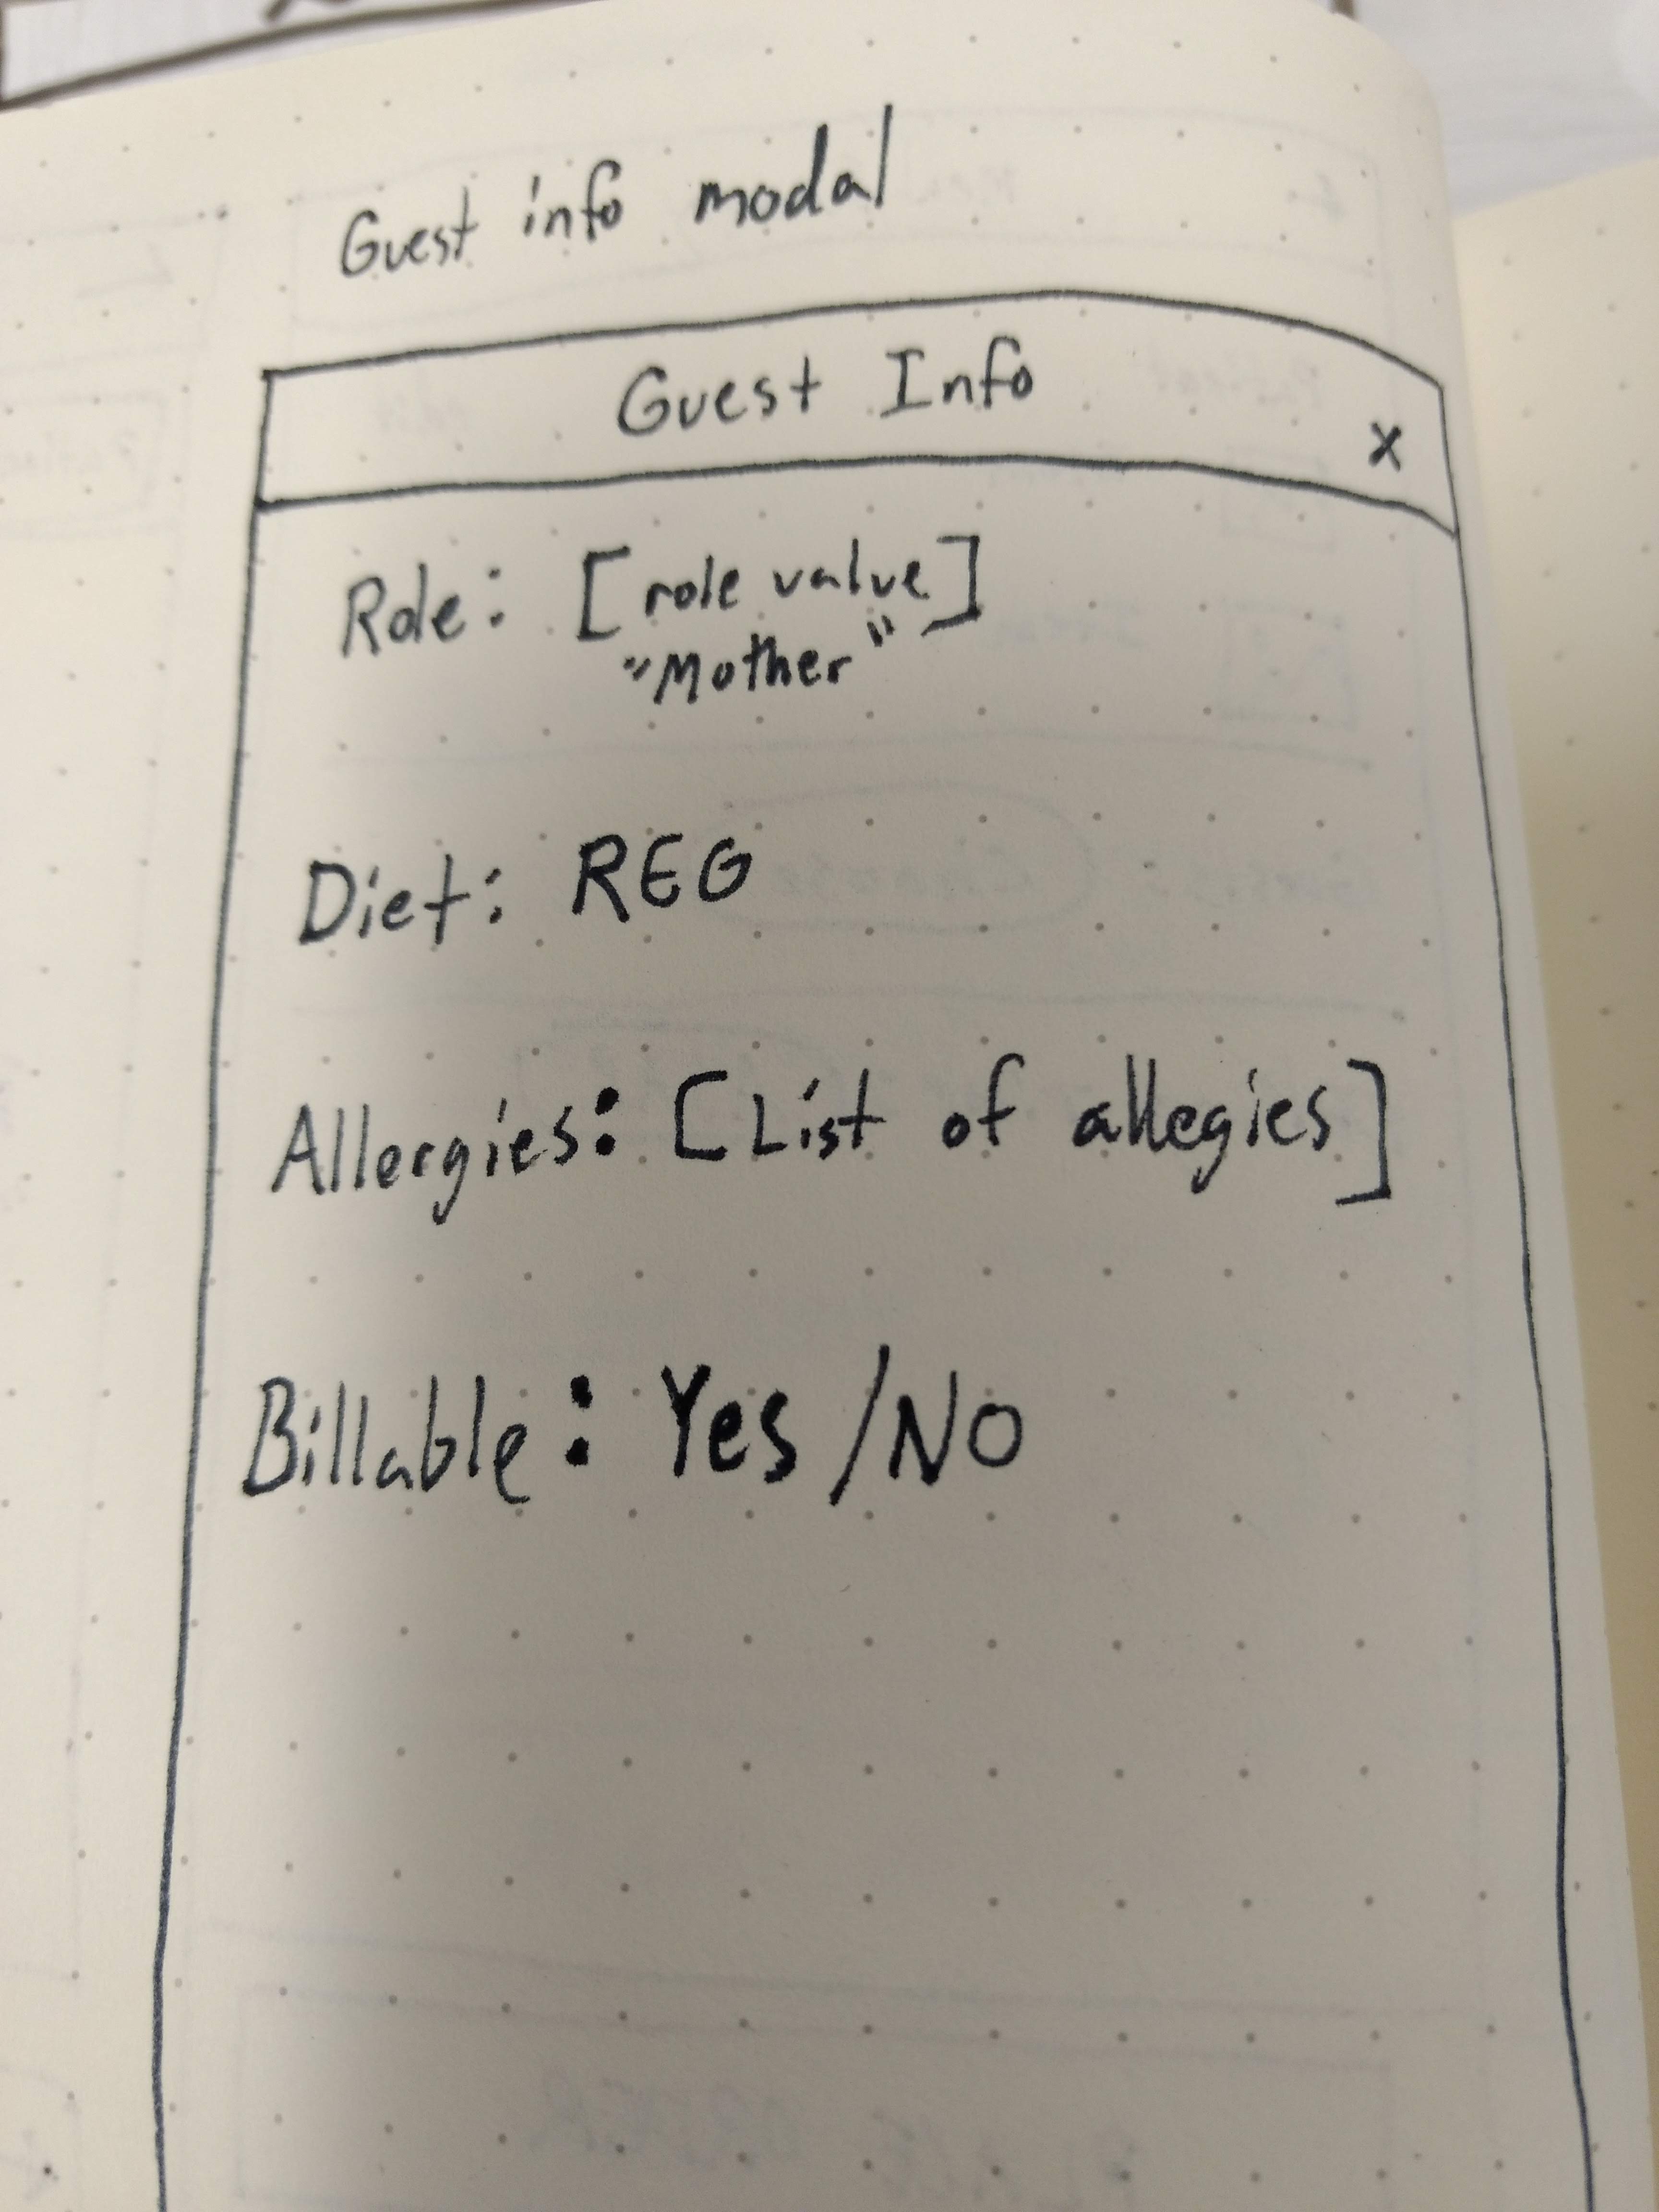 Guest info modal
Guest Info
x
Role: [role value]
"Mother"
Diet: REG
Allergies: [List of allegies]
Billable: Yes/No